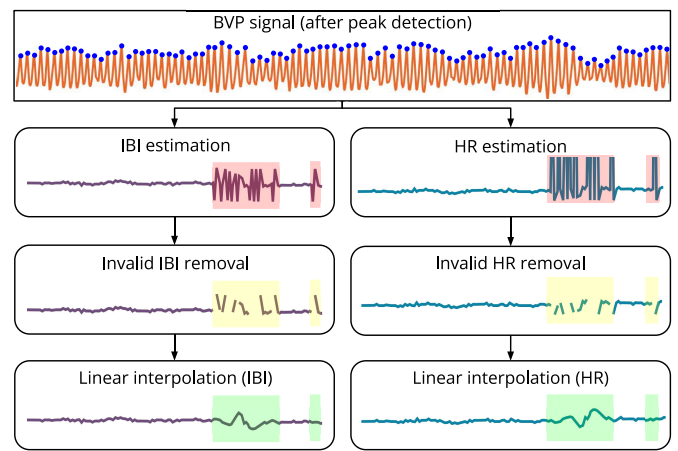 BVP signal (after peak detection)
IBI estimation
HR estimation
Invalid IBI removal
Invalid HR removal
Linear interpolation (IBI)
Linear interpolation (HR)